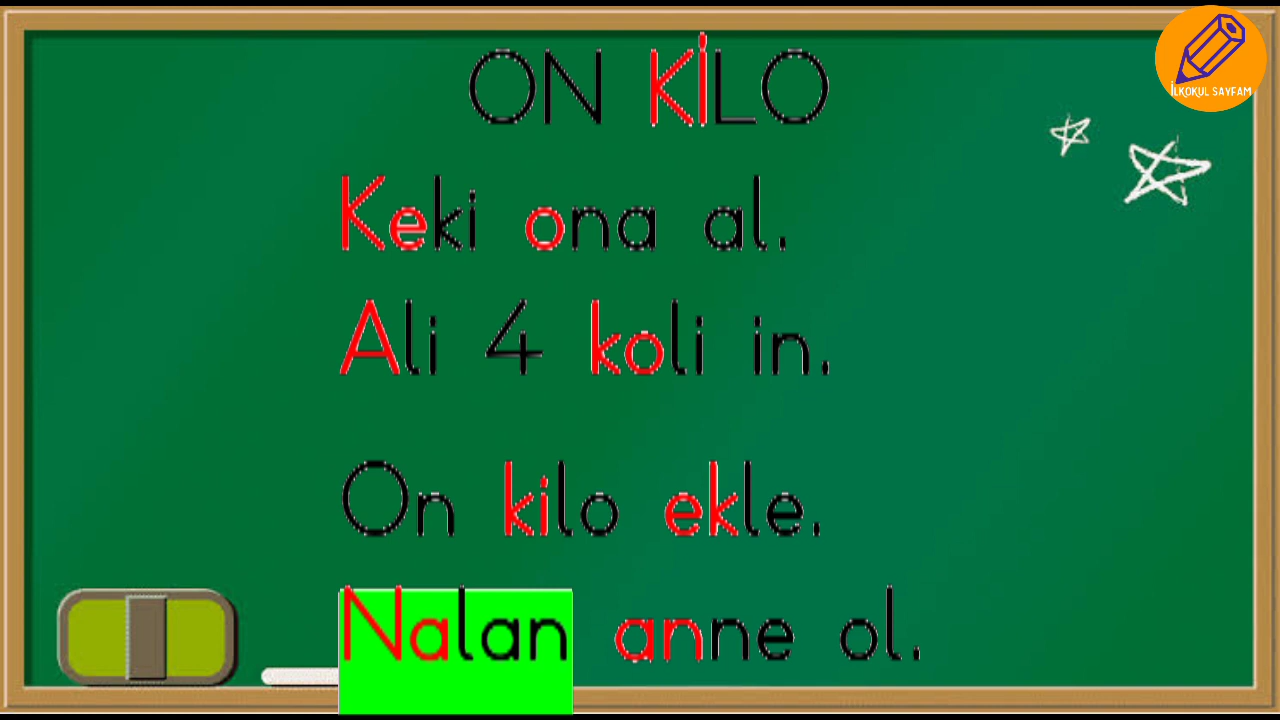 ON KİLO
İLKOKUL SAYFAM
Keki ona al.
Ali 4 koli in.
On kilo ekle.
Nalan anne ol.